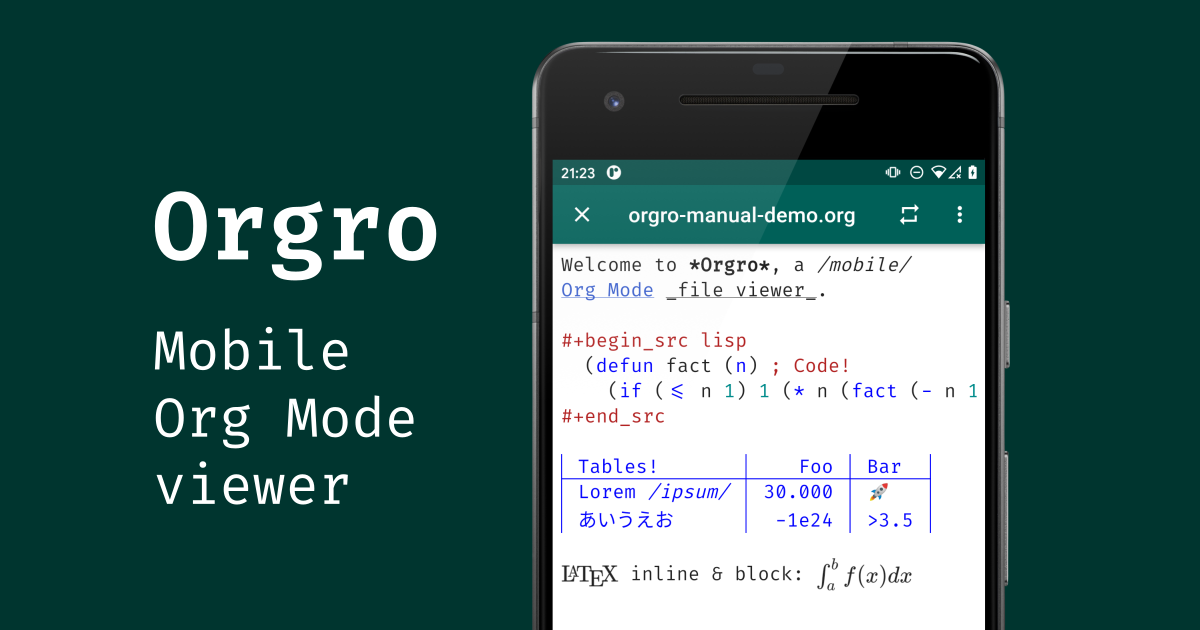 Orgro
Mobile
Org Mode
viewer
21:23
orgro-manual-demo.org
Welcome to *Orgro*, a /mobile/
Org Mode _file viewer_.
#+begin_src lisp
(defun fact (n) ; Code!
(if (≤ n 1) 1 (* n (fact (- n 1
#+end_src
Tables! Foo Bar
Lorem /ipsum/ 30.000 🚀
あいうえお -1e24 >3.5
LATEX inline & block: ∫_a^b f(x)dx